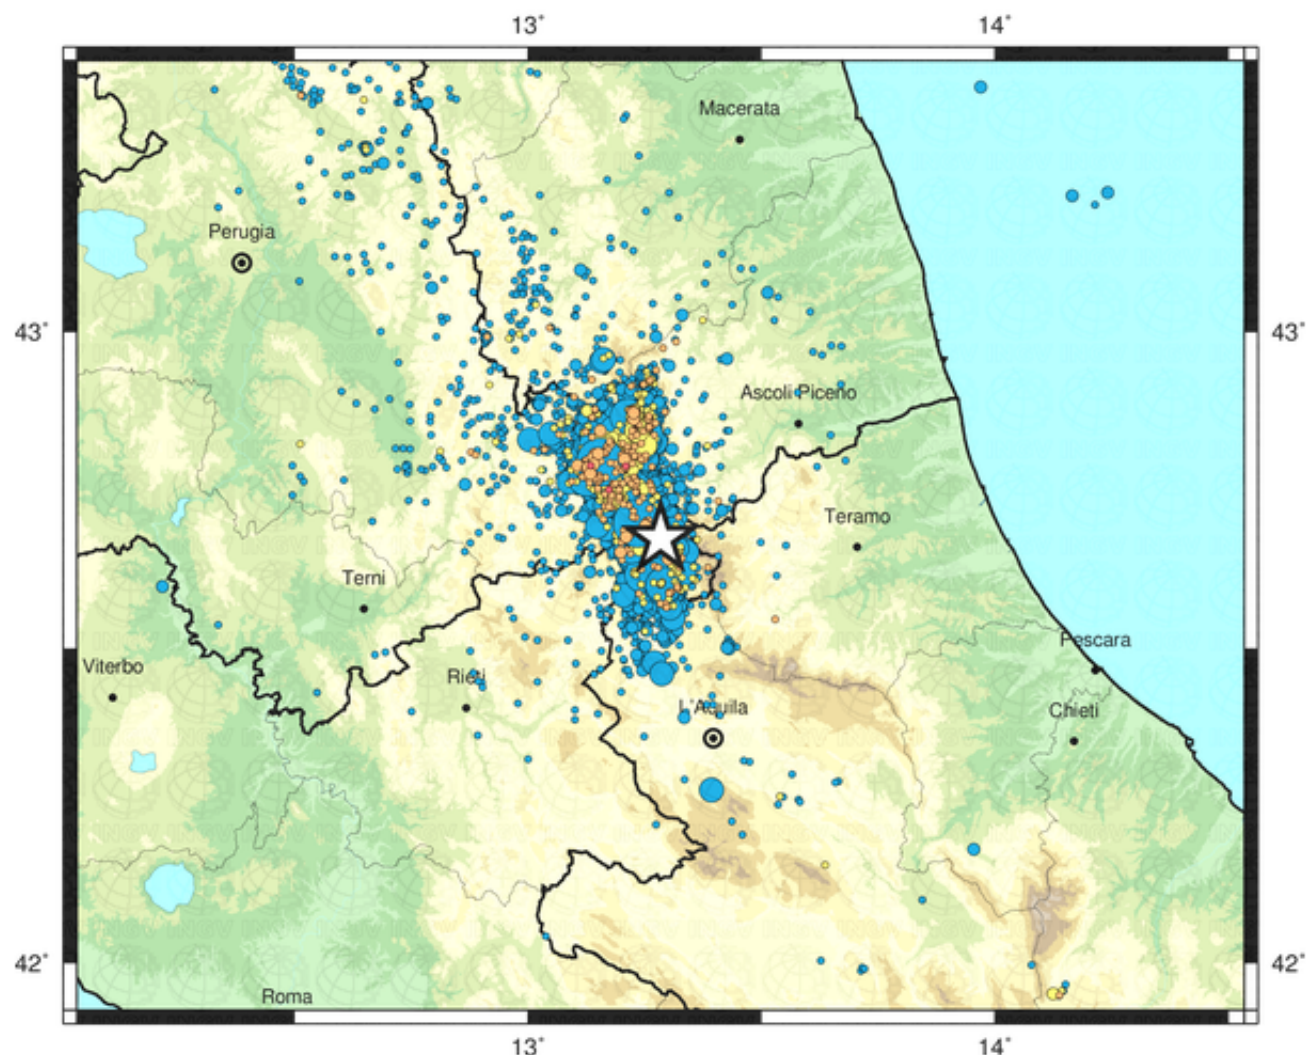 13° 14°
Macerata
Perugia
43° 43°
Ascoli Piceno
Teramo
Terni
Pescara
Viterbo
Rieti
L'Aquila
Chieti
42° 42°
Roma
13° 14°